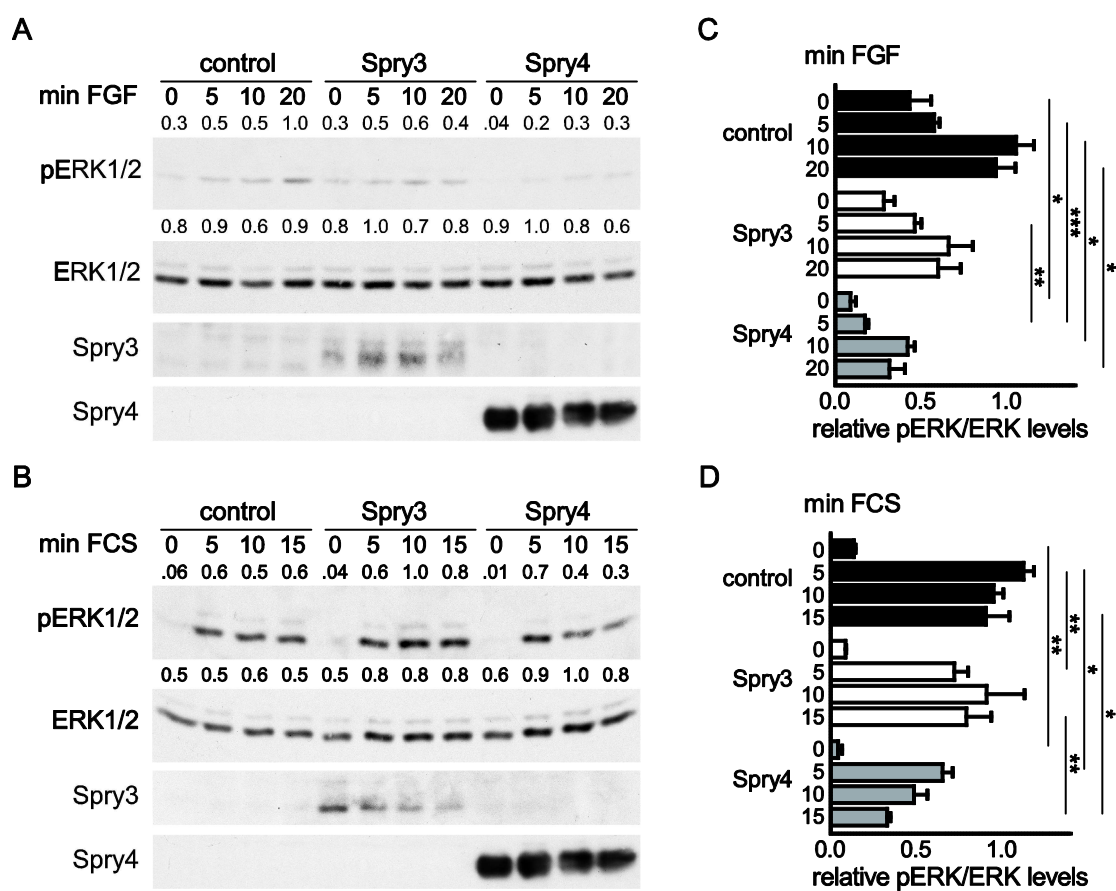 A
control Spry3 Spry4
min FGF 0 5 10 20 0 5 10 20 0 5 10 20
0.3 0.5 0.5 1.0 0.3 0.5 0.6 0.4 .04 0.2 0.3 0.3
pERK1/2
0.8 0.9 0.6 0.9 0.8 1.0 0.7 0.8 0.9 1.0 0.8 0.6
ERK1/2
Spry3
Spry4
B
control Spry3 Spry4
min FCS 0 5 10 15 0 5 10 15 0 5 10 15
.06 0.6 0.5 0.6 .04 0.6 1.0 0.8 .01 0.7 0.4 0.3
pERK1/2
0.5 0.5 0.6 0.5 0.5 0.8 0.8 0.8 0.6 0.9 1.0 0.8
ERK1/2
Spry3
Spry4
C
min FGF
control
0
5
10
20
Spry3
0
5
10
20
Spry4
0
5
10
20
** * *** * *
0.0 0.5 1.0
relative pERK/ERK levels
D
min FCS
control
0
5
10
15
Spry3
0
5
10
15
Spry4
0
5
10
15
** ** ** * *
0.0 0.5 1.0
relative pERK/ERK levels